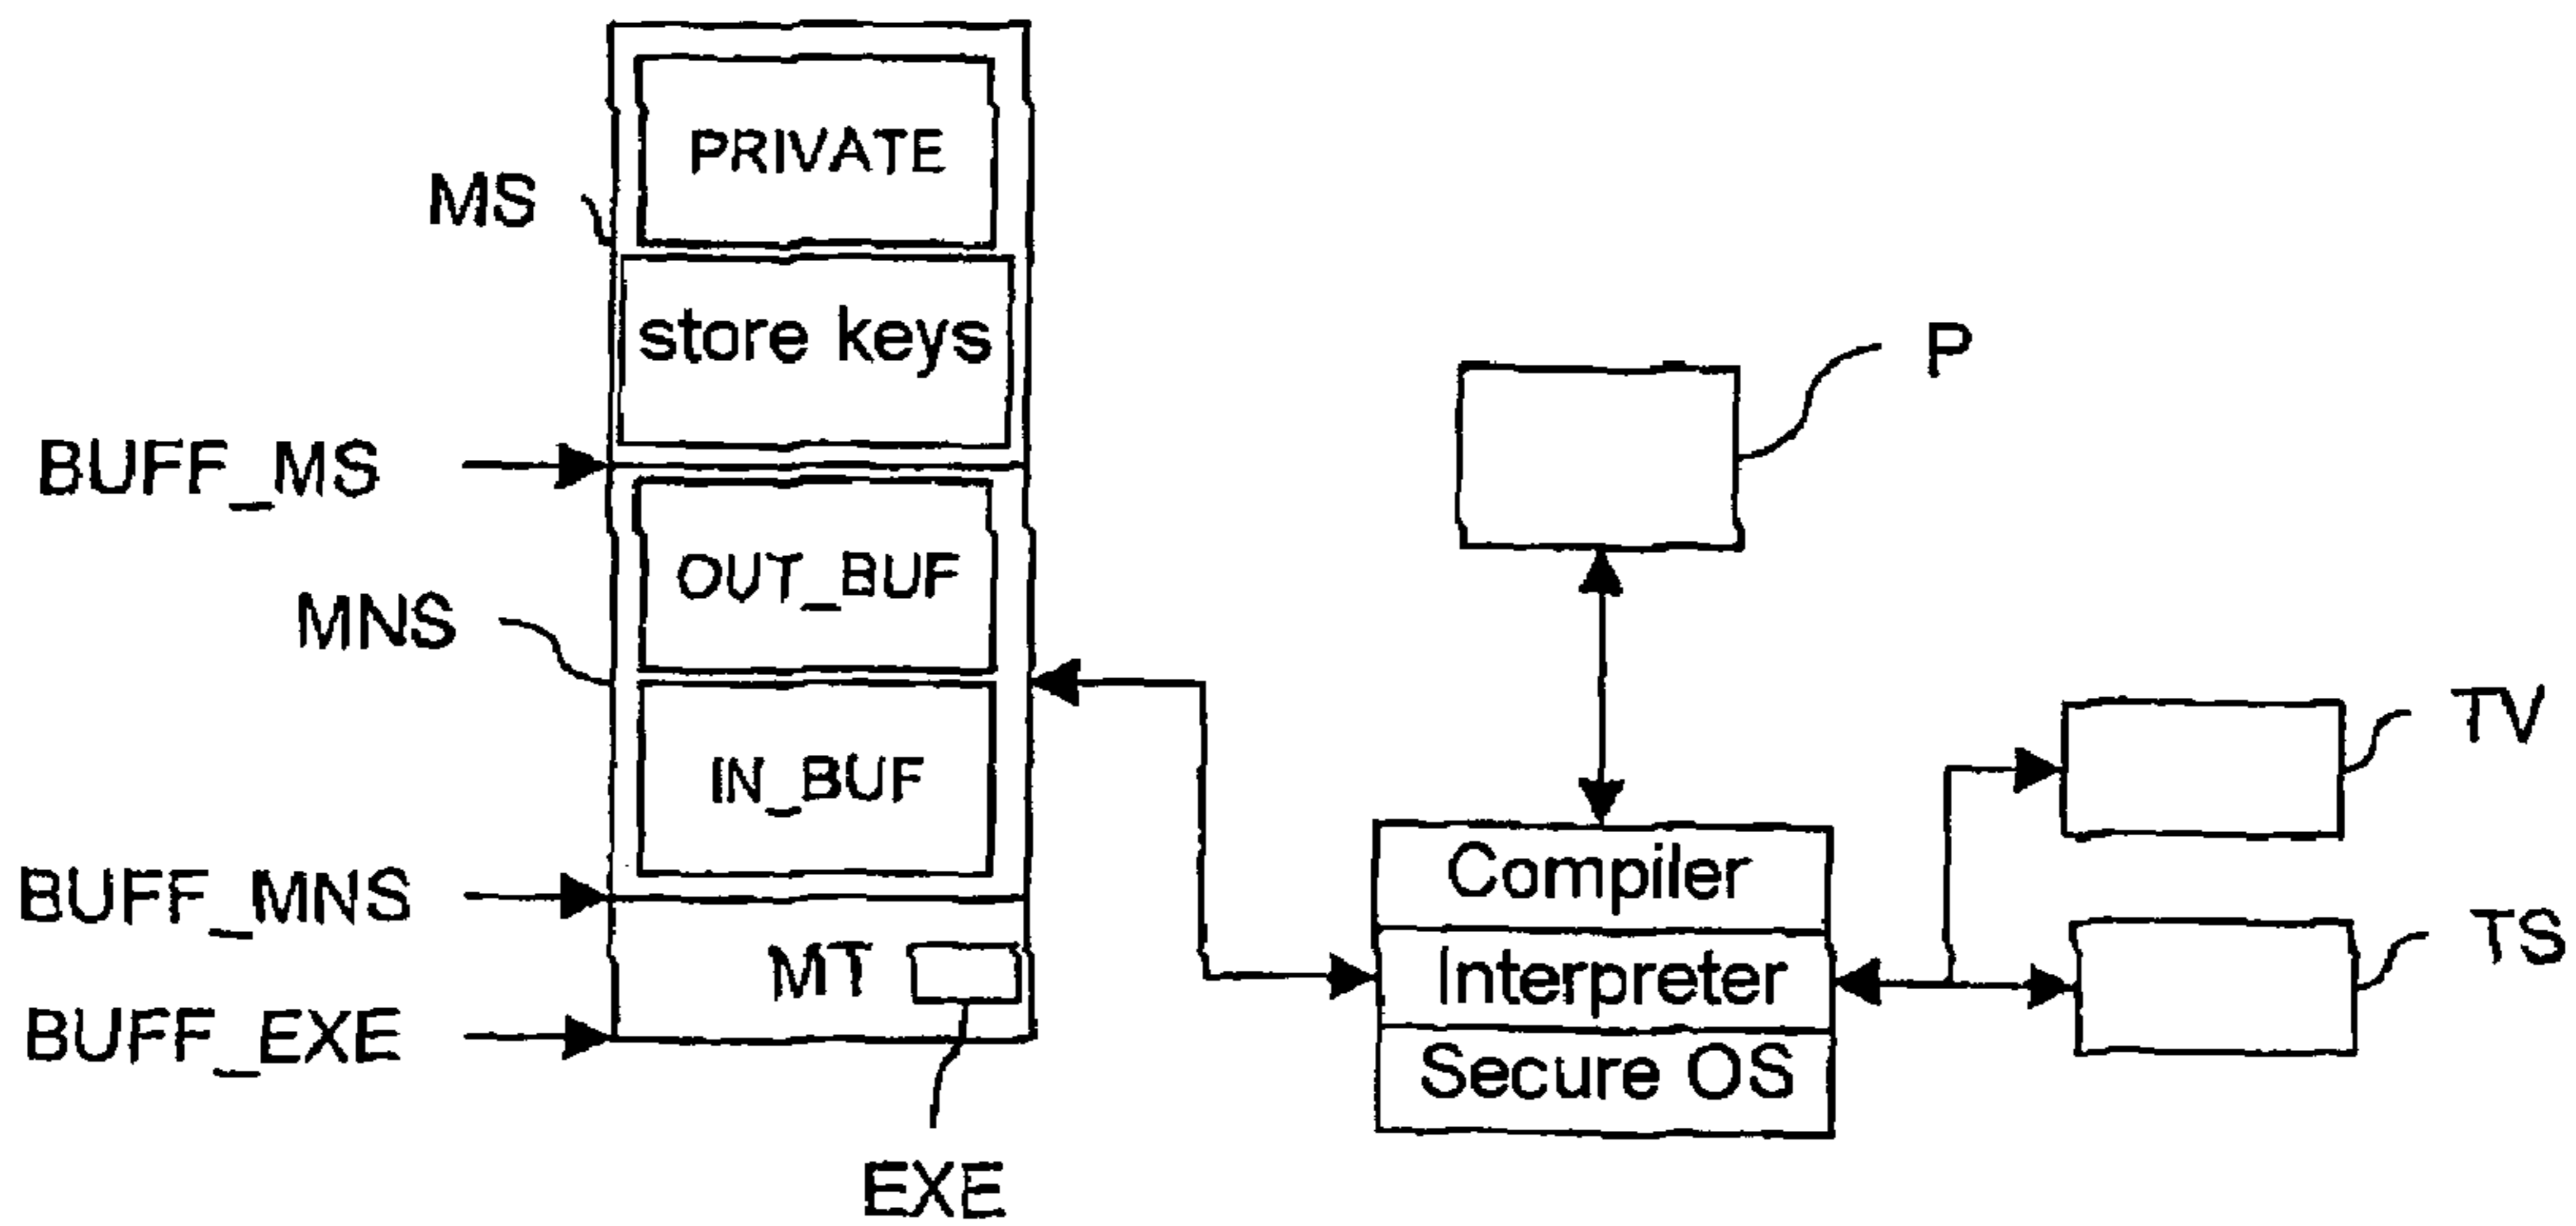 PRIVATE
MS
store keys
P
BUFF_MS
OUT_BUF
MNS
TV
IN_BUF
Compiler
BUFF_MNS
TS
MT
Interpreter
BUFF_EXE
Secure OS
EXE